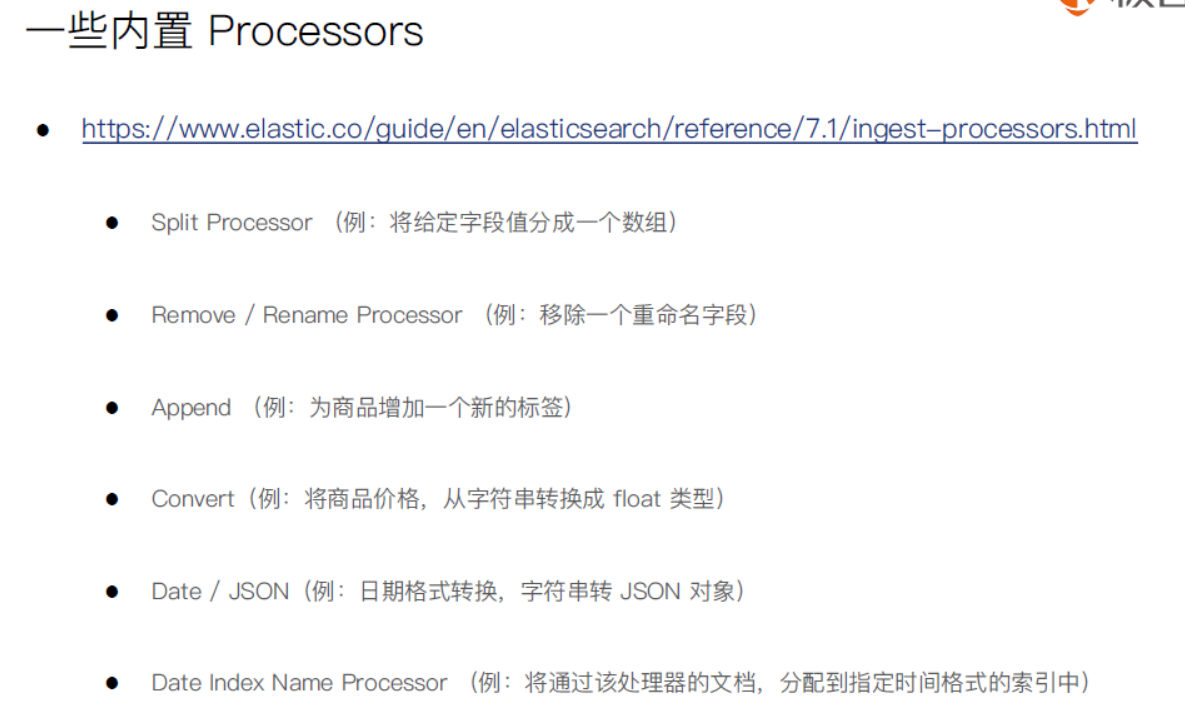 一些内置 Processors
https://www.elastic.co/guide/en/elasticsearch/reference/7.1/ingest-processors.html
Split Processor （例：将给定字段值分成一个数组）
Remove / Rename Processor （例：移除一个重命名字段）
Append （例：为商品增加一个新的标签）
Convert（例：将商品价格，从字符串转换成 float 类型）
Date / JSON（例：日期格式转换，字符串转 JSON 对象）
Date Index Name Processor （例：将通过该处理器的文档，分配到指定时间格式的索引中）